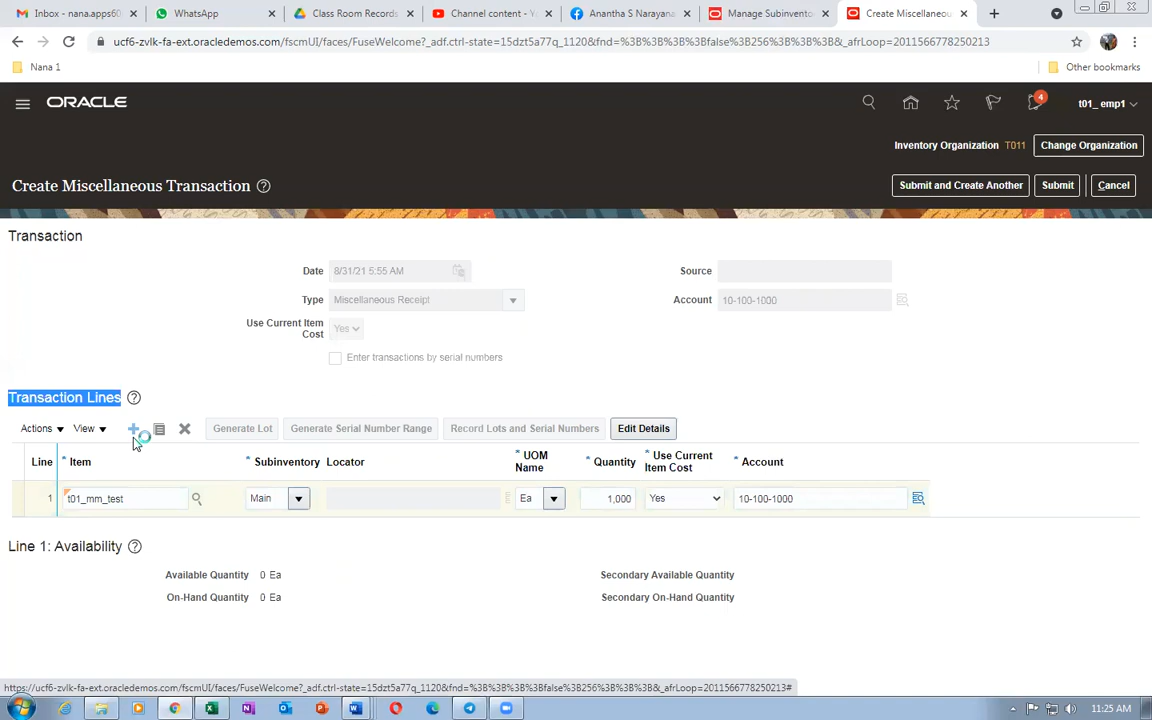 Inbox - nana.apps60
WhatsApp
Class Room Records
Channel content - Y
Anantha S Narayana
Manage Subinvento
Create Miscellaneou
ucf6-zvlk-fa-ext.oracledemos.com/fscmUI/faces/FuseWelcome?_adf.ctrl-state=15dzt5a77q_1120&fnd=%3B%3B%3B%3Bfalse%3B256%3B%3B%3B&_afrLoop=2011566778250213
Nana 1
Other bookmarks
ORACLE
4
t01_ emp1
Inventory Organization T011 Change Organization
Create Miscellaneous Transaction
Submit and Create Another Submit Cancel
Transaction
Date 8/31/21 5:55 AM
Source
Type Miscellaneous Receipt
Account 10-100-1000
Use Current Item Cost Yes
Enter transactions by serial numbers
Transaction Lines
Actions View Generate Lot Generate Serial Number Range Record Lots and Serial Numbers Edit Details
Line * Item * Subinventory Locator * UOM Name * Quantity * Use Current Item Cost * Account
1 t01_mm_test Main Ea 1,000 Yes 10-100-1000
Line 1: Availability
Available Quantity 0 Ea
Secondary Available Quantity
On-Hand Quantity 0 Ea
Secondary On-Hand Quantity
https://ucf6-zvlk-fa-ext.oracledemos.com/fscmUI/faces/FuseWelcome?_adf.ctrl-state=15dzt5a77q_1120&fnd=%3B%3B%3B%3Bfalse%3B256%3B%3B%3B&_afrLoop=2011566778250213#
11:25 AM